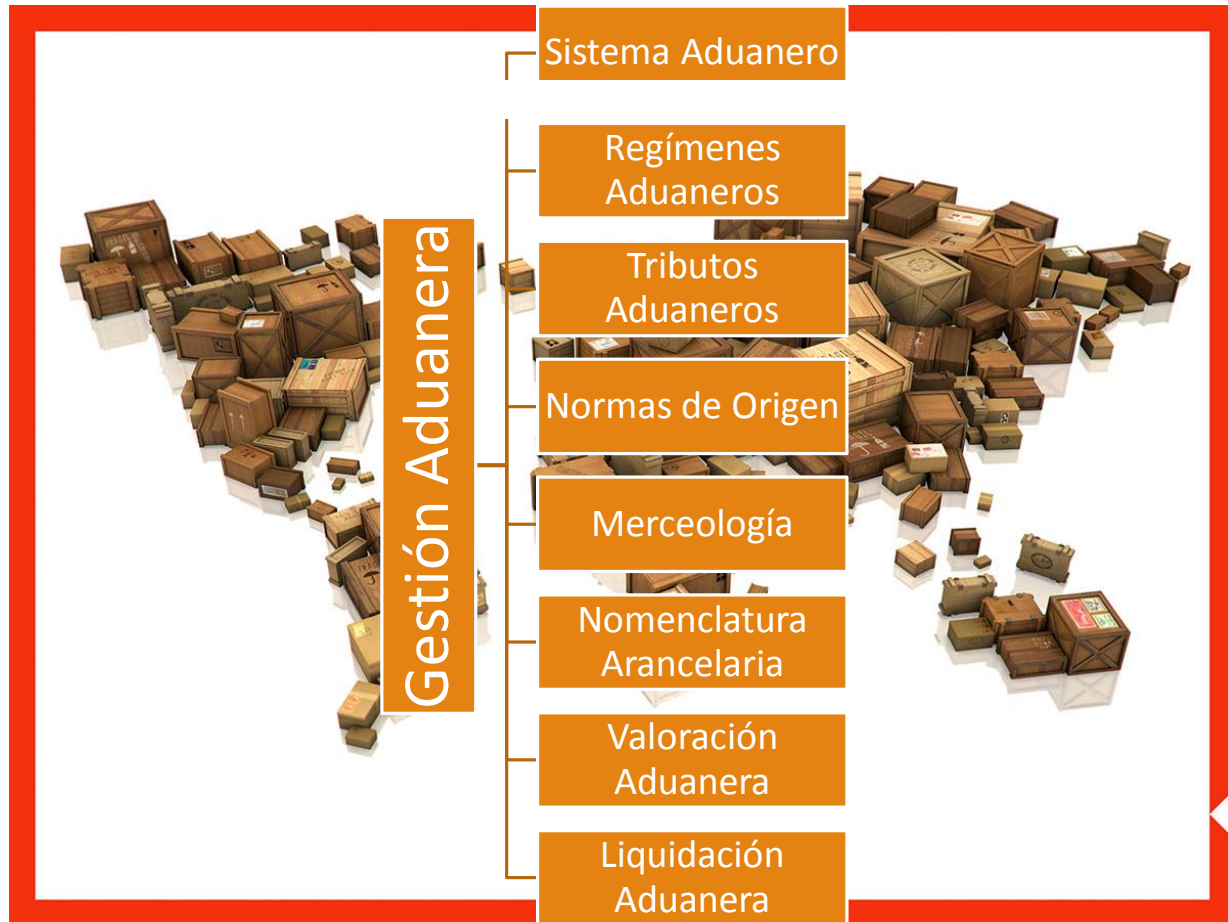 Sistema Aduanero
Regímenes
Aduaneros
Tributos
Aduaneros
Gestión Aduanera
Normas de Origen
Merceología
Nomenclatura
Arancelaria
Valoración
Aduanera
Liquidación
Aduanera